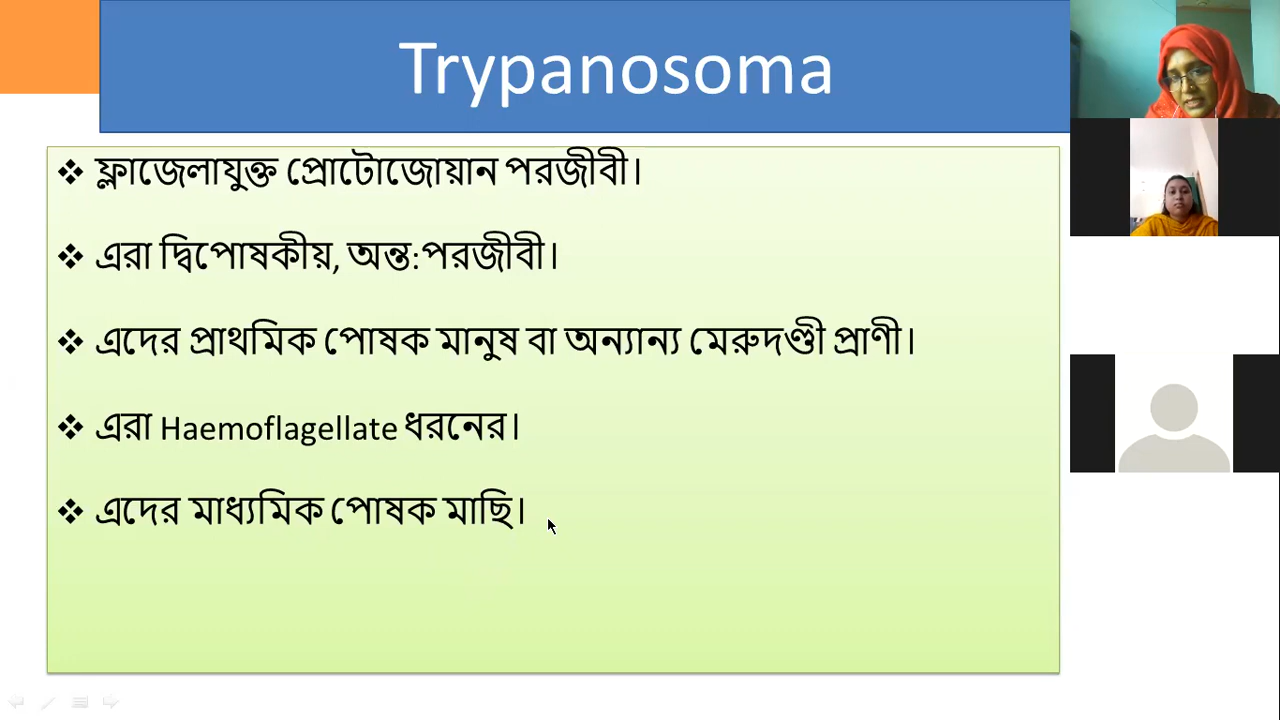 Trypanosoma
❖ ফ্লাজেলাযুক্ত প্রোটোজোয়ান পরজীবী।
❖ এরা দ্বিপোষকীয়, অন্ত:পরজীবী।
❖ এদের প্রাথমিক পোষক মানুষ বা অন্যান্য মেরুদণ্ডী প্রাণী।
❖ এরা Haemoflagellate ধরনের।
❖ এদের মাধ্যমিক পোষক মাছি।